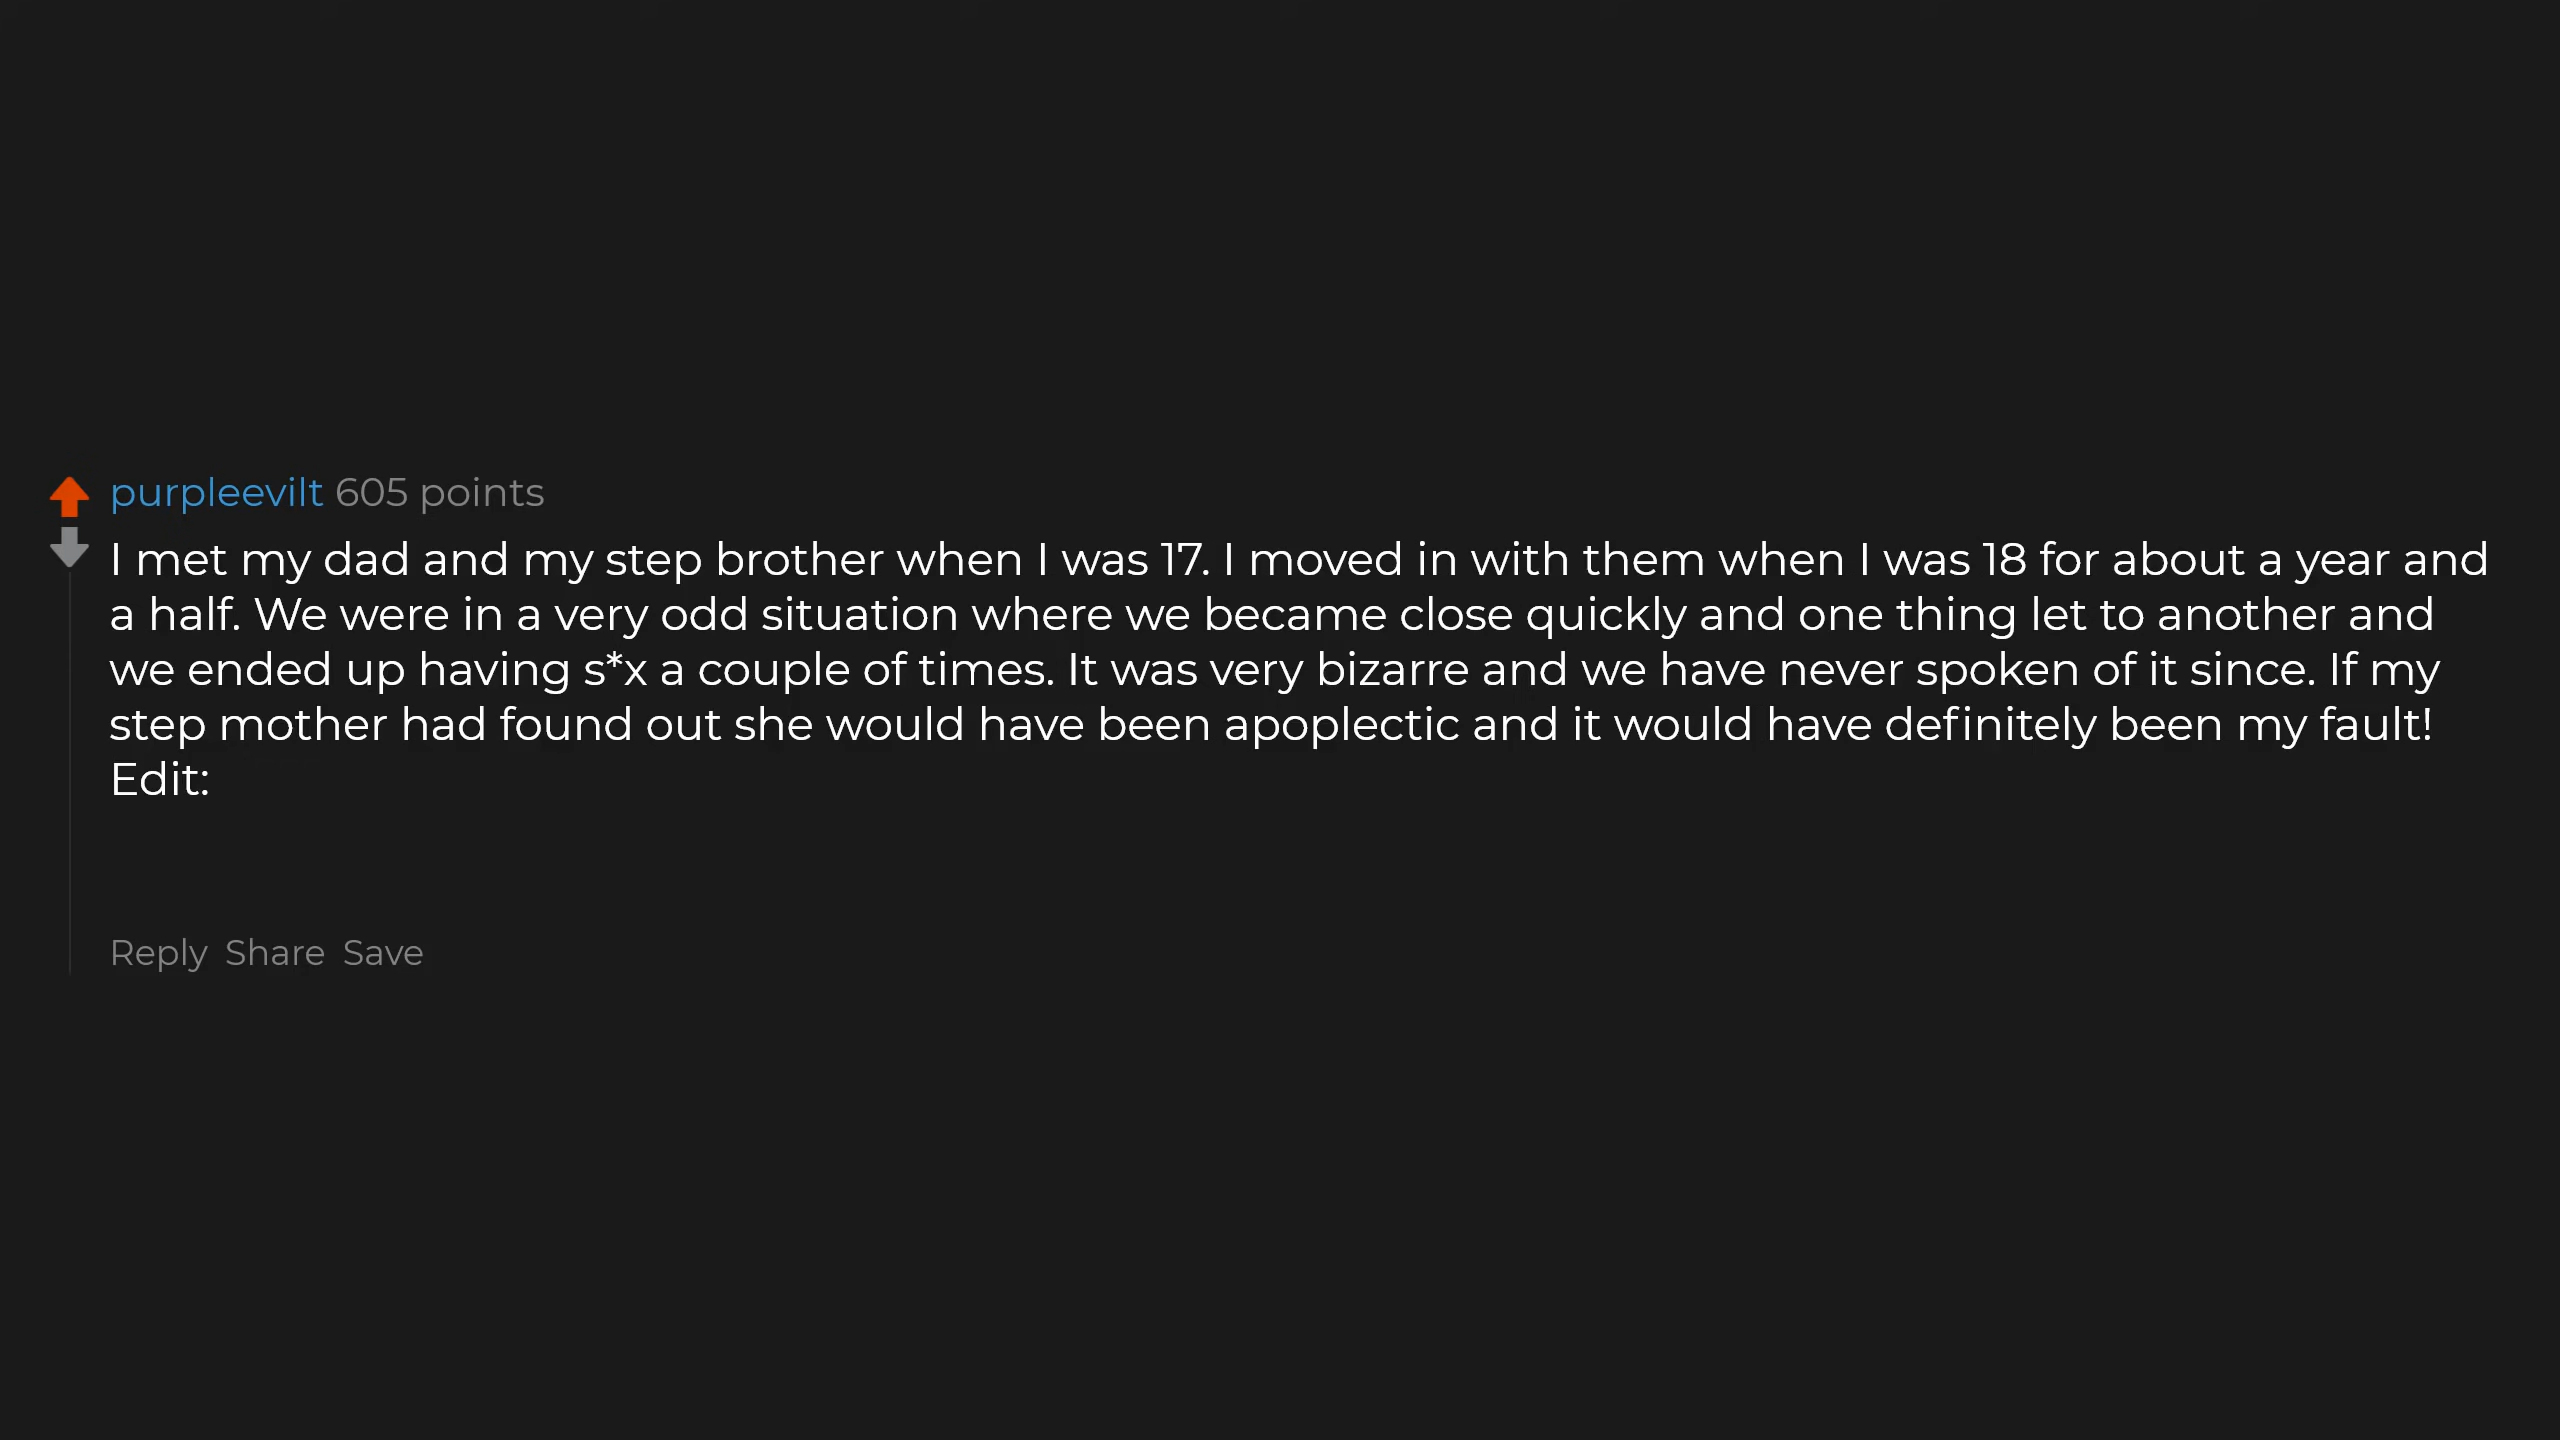 purpleevilt 605 points
I met my dad and my step brother when I was 17. I moved in with them when I was 18 for about a year and
a half. We were in a very odd situation where we became close quickly and one thing let to another and
we ended up having s*x a couple of times. It was very bizarre and we have never spoken of it since. If my
step mother had found out she would have been apoplectic and it would have definitely been my fault!
Edit:
Reply Share Save